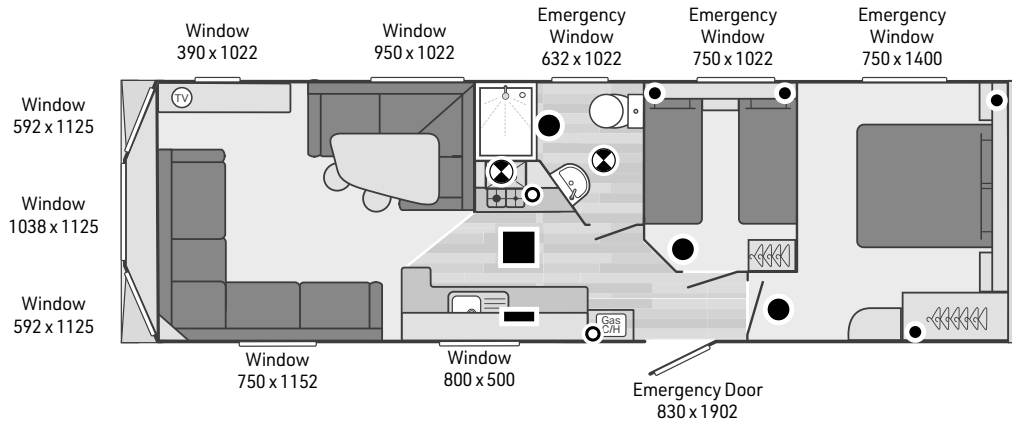 Window
390 x 1022
Window
950 x 1022
Emergency
Window
632 x 1022
Emergency
Window
750 x 1022
Emergency
Window
750 x 1400
Window
592 x 1125
TV
Window
1038 x 1125
Window
592 x 1125
Gas
C/H
Window
750 x 1152
Window
800 x 500
Emergency Door
830 x 1902